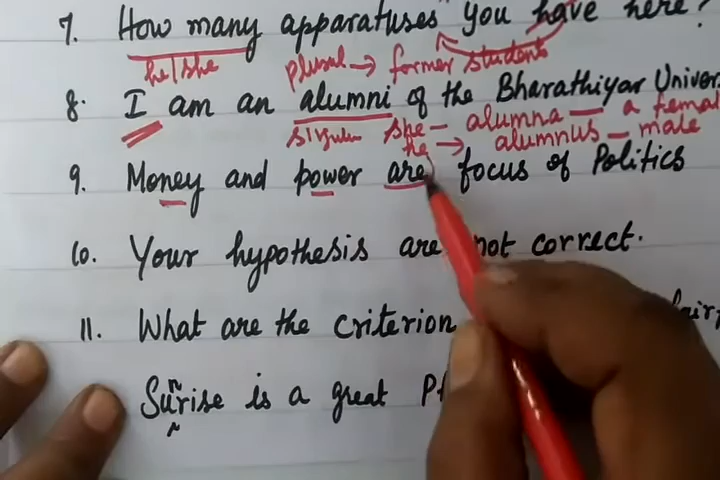 7. How many apparatuses you have here?
he/she plural → former students
8. I am an alumni of the Bharathiyar Univer
she - alumna — a femal
he → alumnus — male
9. Money and power are focus of Politics
10. Your hypothesis are not correct.
11. What are the criterion
n
Surise is a great